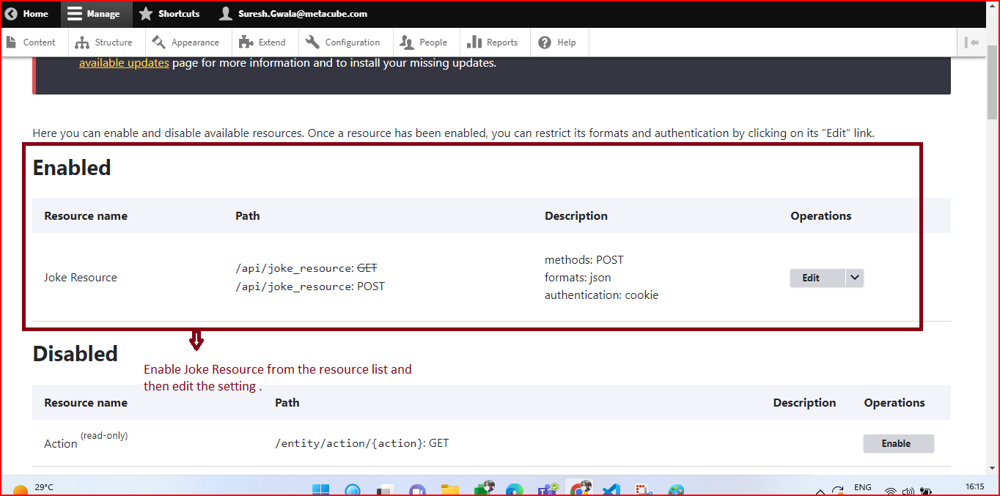 Home Manage Shortcuts Suresh.Gwala@metacube.com
Content Structure Appearance Extend Configuration People Reports Help
available updates page for more information and to install your missing updates.
Here you can enable and disable available resources. Once a resource has been enabled, you can restrict its formats and authentication by clicking on its "Edit" link.
Enabled
Resource name Path Description Operations
Joke Resource
/api/joke_resource: GET
/api/joke_resource: POST
methods: POST
formats: json
authentication: cookie
Edit
Disabled
Enable Joke Resource from the resource list and
then edit the setting .
Resource name Path Description Operations
Action (read-only) /entity/action/{action}: GET Enable
29°C ENG 16:15